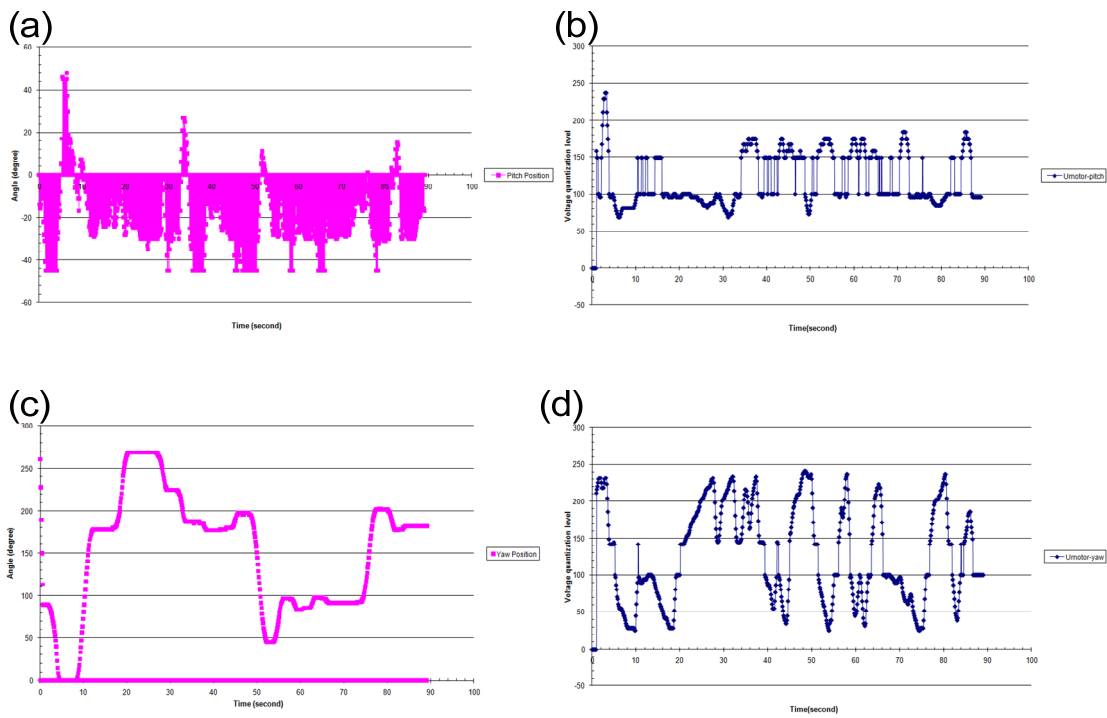 (a)
60
40
20
0
-20
-40
-60
0 10 20 30 40 50 60 70 80 90 100
Angle (degree)
Time (second)
Pitch Position
(b)
300
250
200
150
100
50
0
-50
0 10 20 30 40 50 60 70 80 90 100
Voltage quantization level
Time(second)
Umotor-pitch
(c)
300
250
200
150
100
50
0
0 10 20 30 40 50 60 70 80 90 100
Angle (degree)
Time (second)
Yaw Position
(d)
300
250
200
150
100
50
0
-50
0 10 20 30 40 50 60 70 80 90 100
Voltage quantization level
Time(second)
Umotor-yaw